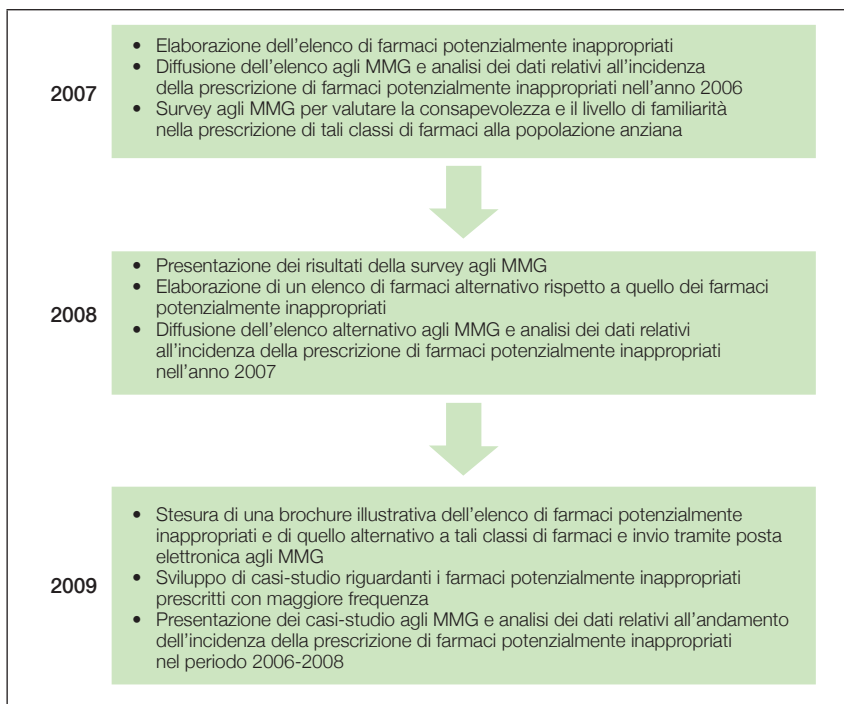 2007
• Elaborazione dell'elenco di farmaci potenzialmente inappropriati
• Diffusione dell'elenco agli MMG e analisi dei dati relativi all'incidenza
della prescrizione di farmaci potenzialmente inappropriati nell'anno 2006
• Survey agli MMG per valutare la consapevolezza e il livello di familiarità
nella prescrizione di tali classi di farmaci alla popolazione anziana
2008
• Presentazione dei risultati della survey agli MMG
• Elaborazione di un elenco di farmaci alternativo rispetto a quello dei farmaci
potenzialmente inappropriati
• Diffusione dell'elenco alternativo agli MMG e analisi dei dati relativi
all'incidenza della prescrizione di farmaci potenzialmente inappropriati
nell'anno 2007
2009
• Stesura di una brochure illustrativa dell'elenco di farmaci potenzialmente
inappropriati e di quello alternativo a tali classi di farmaci e invio tramite posta
elettronica agli MMG
• Sviluppo di casi-studio riguardanti i farmaci potenzialmente inappropriati
prescritti con maggiore frequenza
• Presentazione dei casi-studio agli MMG e analisi dei dati relativi all'andamento
dell'incidenza della prescrizione di farmaci potenzialmente inappropriati
nel periodo 2006-2008